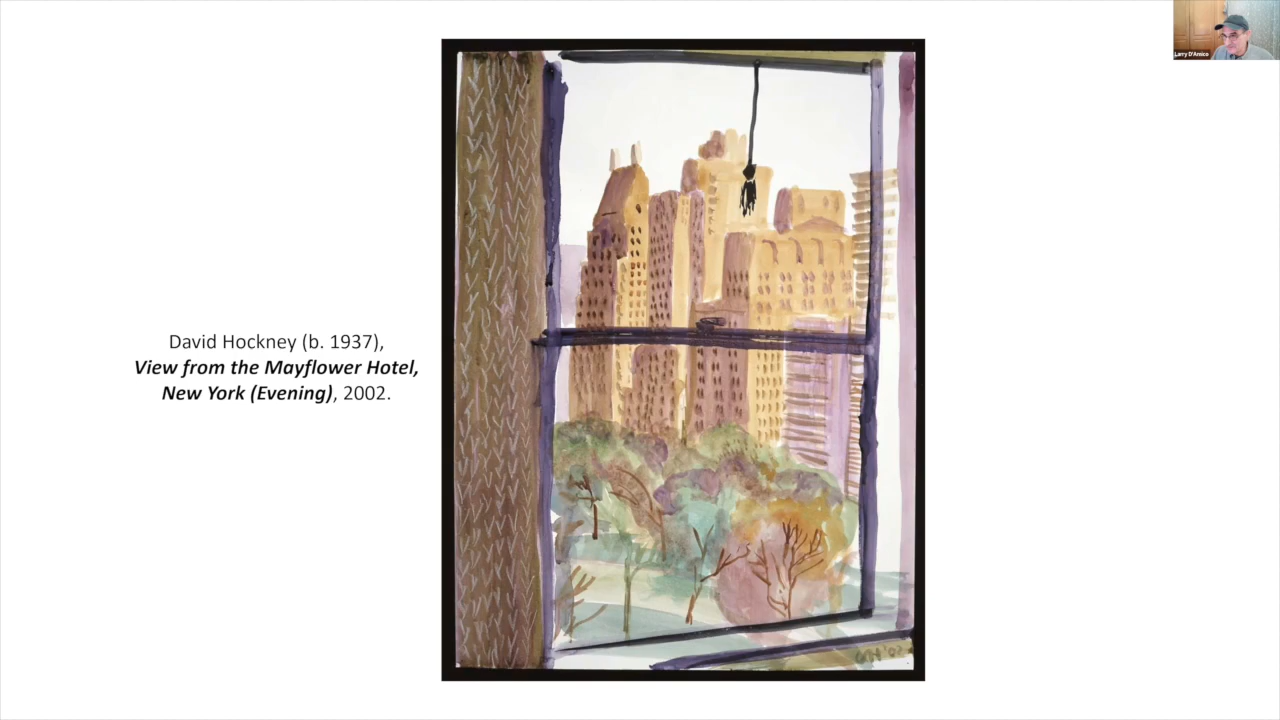 Larry D'Amico
David Hockney (b. 1937),
View from the Mayflower Hotel,
New York (Evening), 2002.